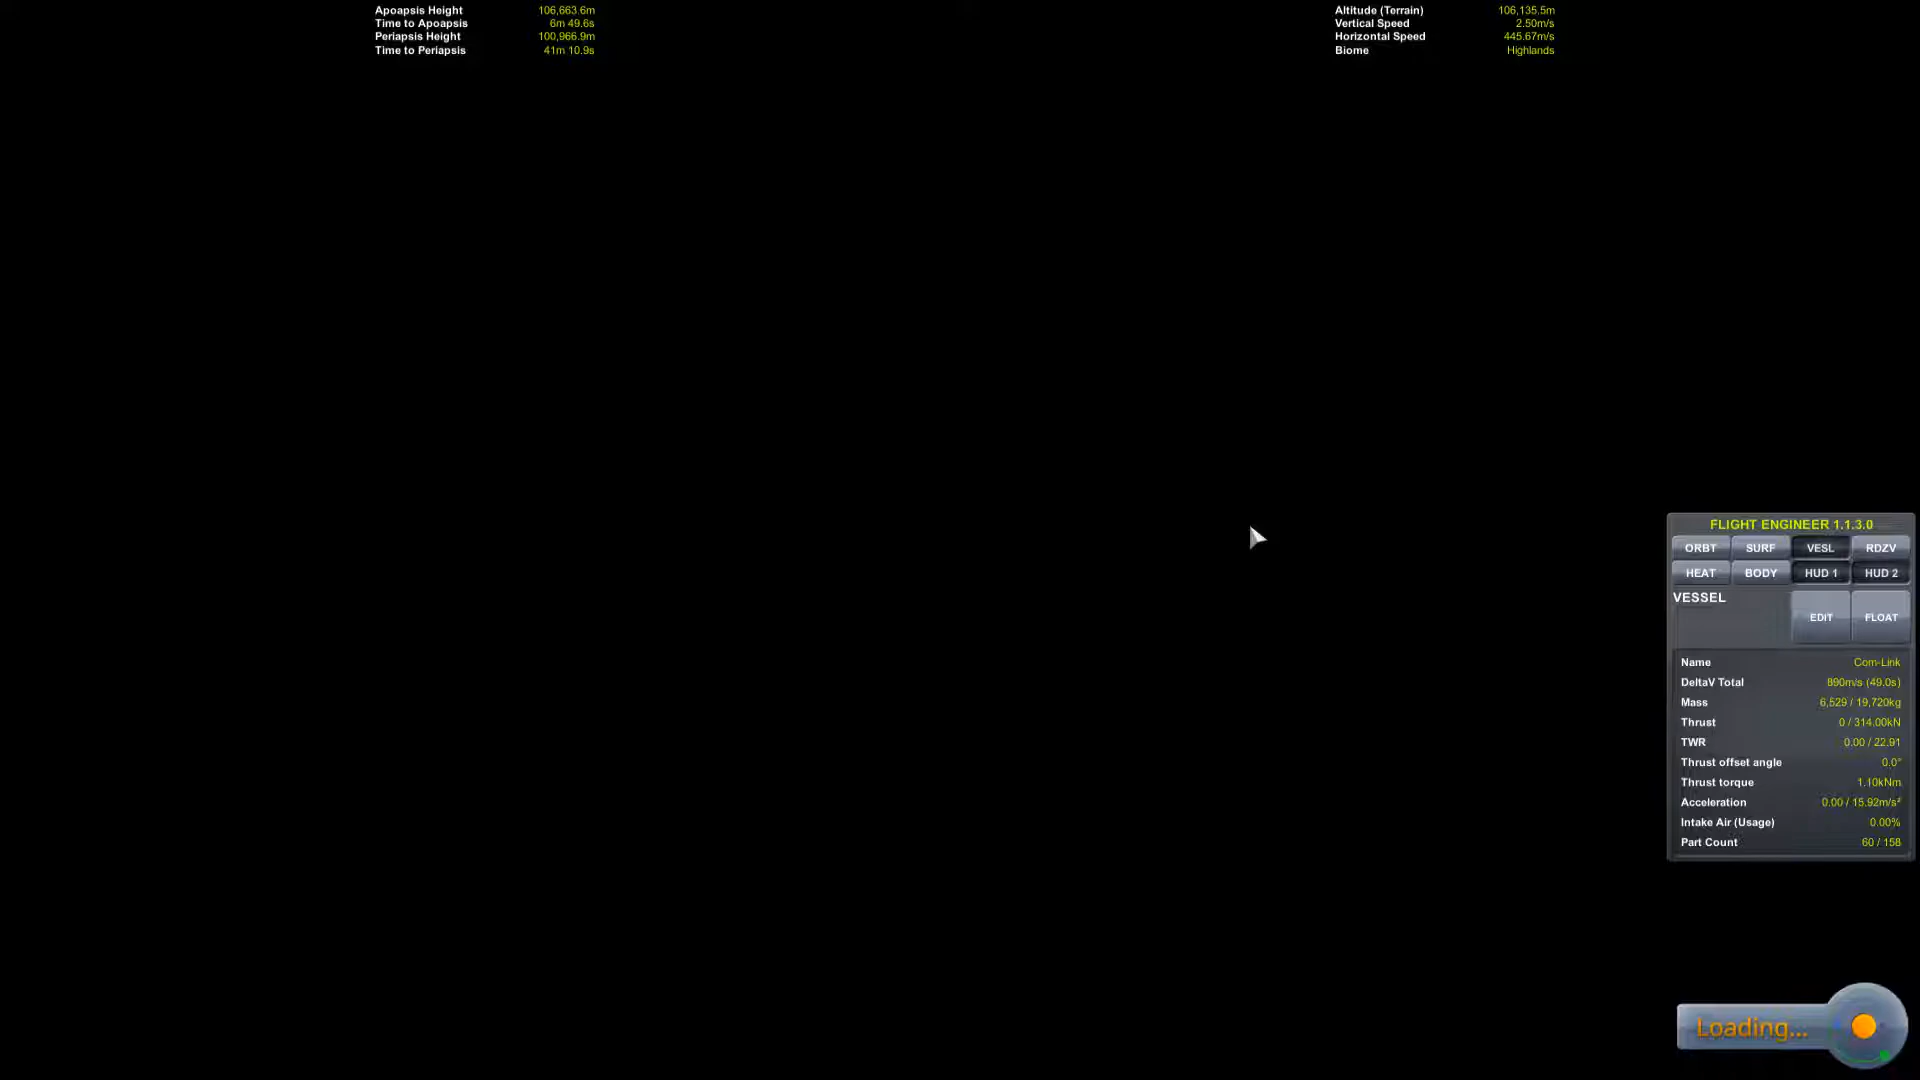 Apoapsis Height 106,663.6m
Time to Apoapsis 6m 49.6s
Periapsis Height 100,966.9m
Time to Periapsis 41m 10.9s
Altitude (Terrain) 106,135.5m
Vertical Speed 2.50m/s
Horizontal Speed 445.67m/s
Biome Highlands
FLIGHT ENGINEER 1.1.3.0
ORBT SURF VESL RDZV
HEAT BODY HUD 1 HUD 2
VESSEL
EDIT FLOAT
Name Com-Link
DeltaV Total 890m/s (49.0s)
Mass 6,529 / 19,720kg
Thrust 0 / 314.00kN
TWR 0.00 / 22.91
Thrust offset angle 0.0°
Thrust torque 1.10kNm
Acceleration 0.00 / 15.92m/s²
Intake Air (Usage) 0.00%
Part Count 60 / 158
Loading...